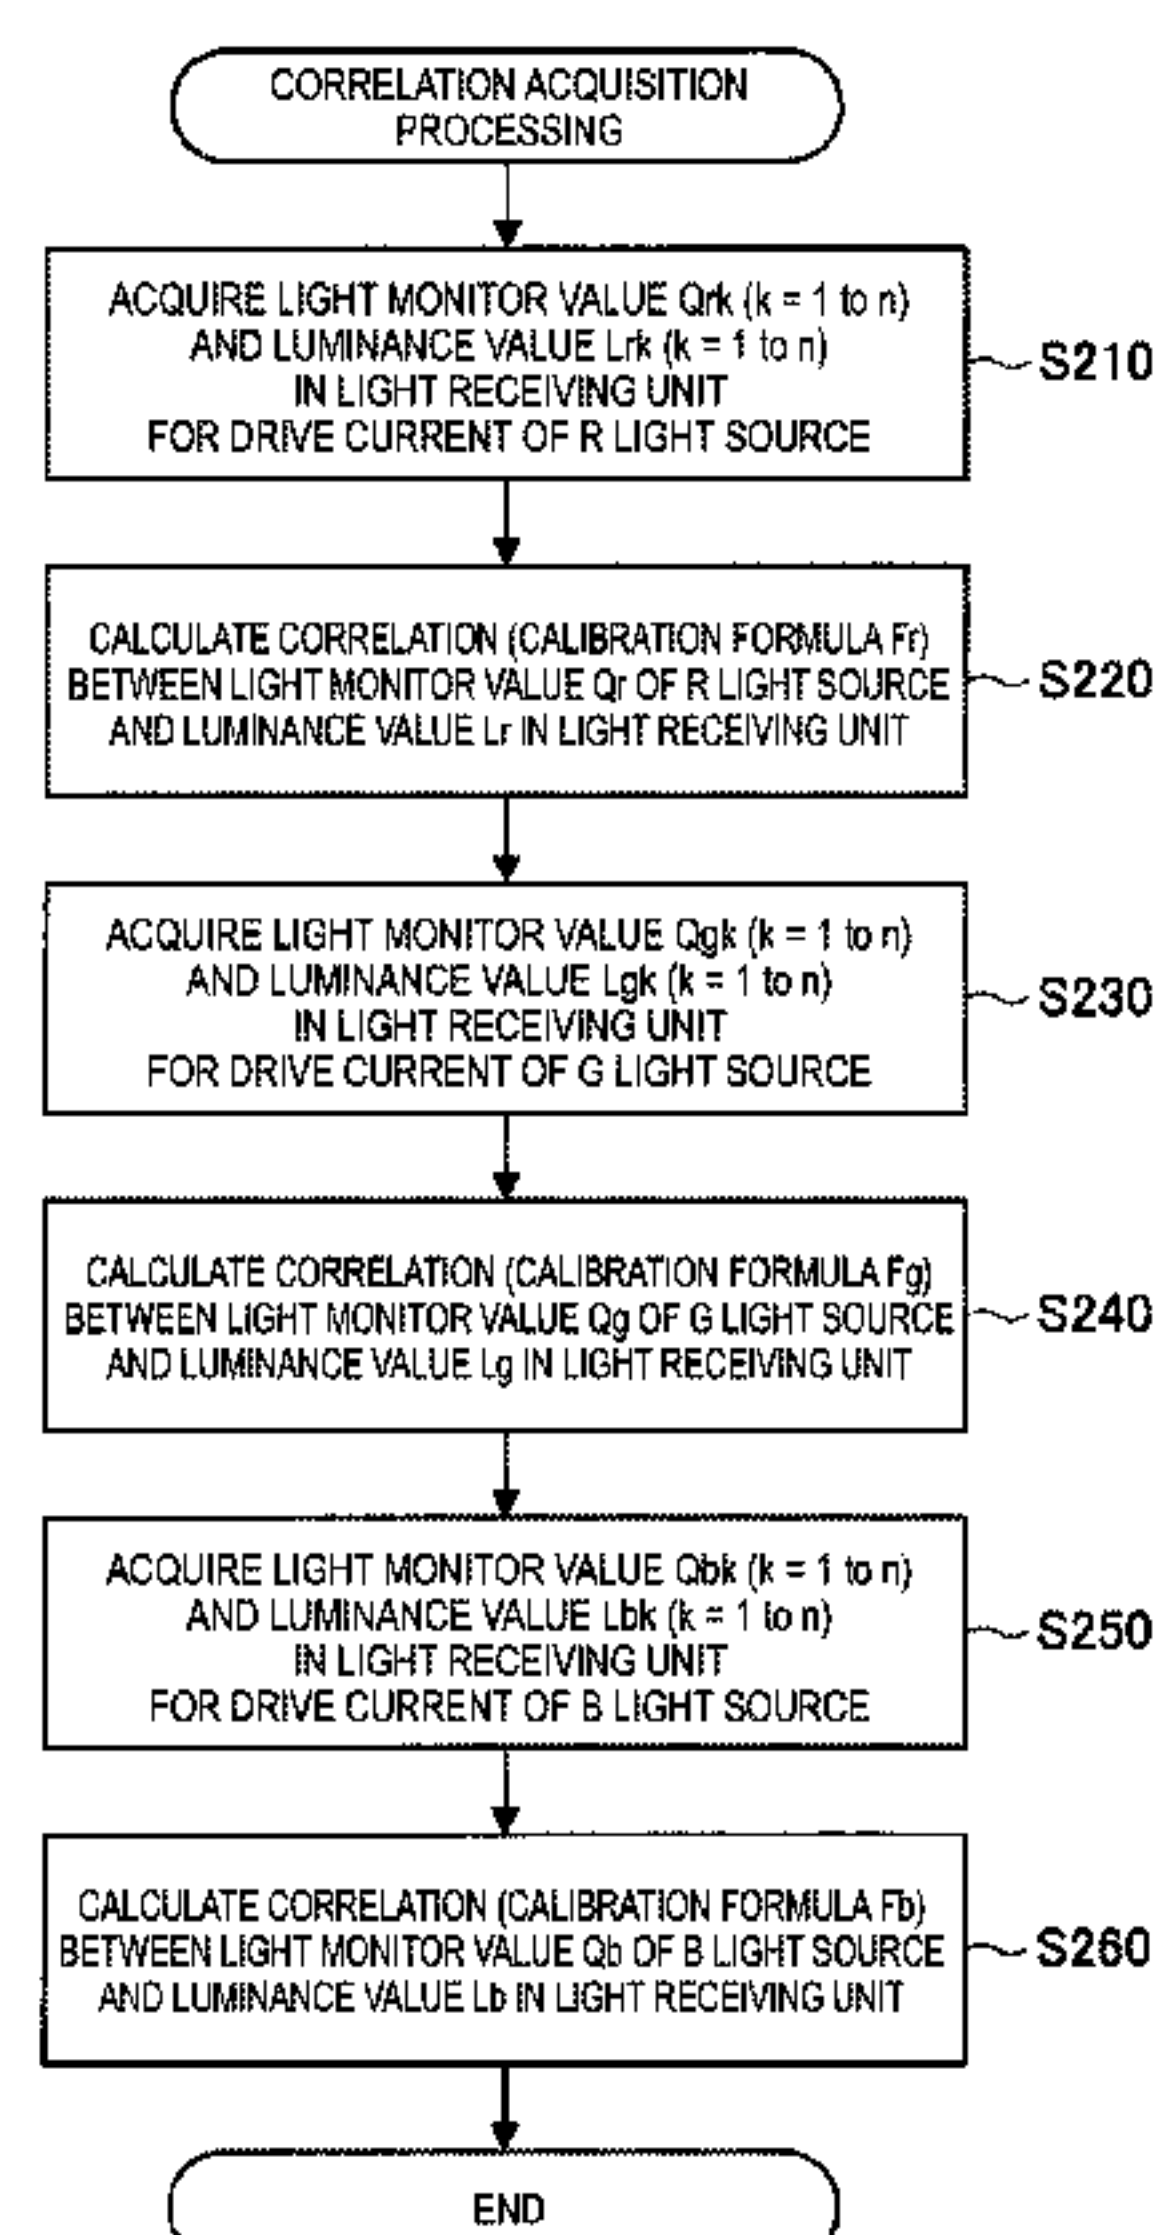 CORRELATION ACQUISITION
PROCESSING
ACQUIRE LIGHT MONITOR VALUE Qrk (k = 1 to n)
AND LUMINANCE VALUE Lrk (k = 1 to n)
IN LIGHT RECEIVING UNIT
FOR DRIVE CURRENT OF R LIGHT SOURCE
S210
CALCULATE CORRELATION (CALIBRATION FORMULA Fr)
BETWEEN LIGHT MONITOR VALUE Qr OF R LIGHT SOURCE
AND LUMINANCE VALUE Lr IN LIGHT RECEIVING UNIT
S220
ACQUIRE LIGHT MONITOR VALUE Qgk (k = 1 to n)
AND LUMINANCE VALUE Lgk (k = 1 to n)
IN LIGHT RECEIVING UNIT
FOR DRIVE CURRENT OF G LIGHT SOURCE
S230
CALCULATE CORRELATION (CALIBRATION FORMULA Fg)
BETWEEN LIGHT MONITOR VALUE Qg OF G LIGHT SOURCE
AND LUMINANCE VALUE Lg IN LIGHT RECEIVING UNIT
S240
ACQUIRE LIGHT MONITOR VALUE Qbk (k = 1 to n)
AND LUMINANCE VALUE Lbk (k = 1 to n)
IN LIGHT RECEIVING UNIT
FOR DRIVE CURRENT OF B LIGHT SOURCE
S250
CALCULATE CORRELATION (CALIBRATION FORMULA Fb)
BETWEEN LIGHT MONITOR VALUE Qb OF B LIGHT SOURCE
AND LUMINANCE VALUE Lb IN LIGHT RECEIVING UNIT
S260
END